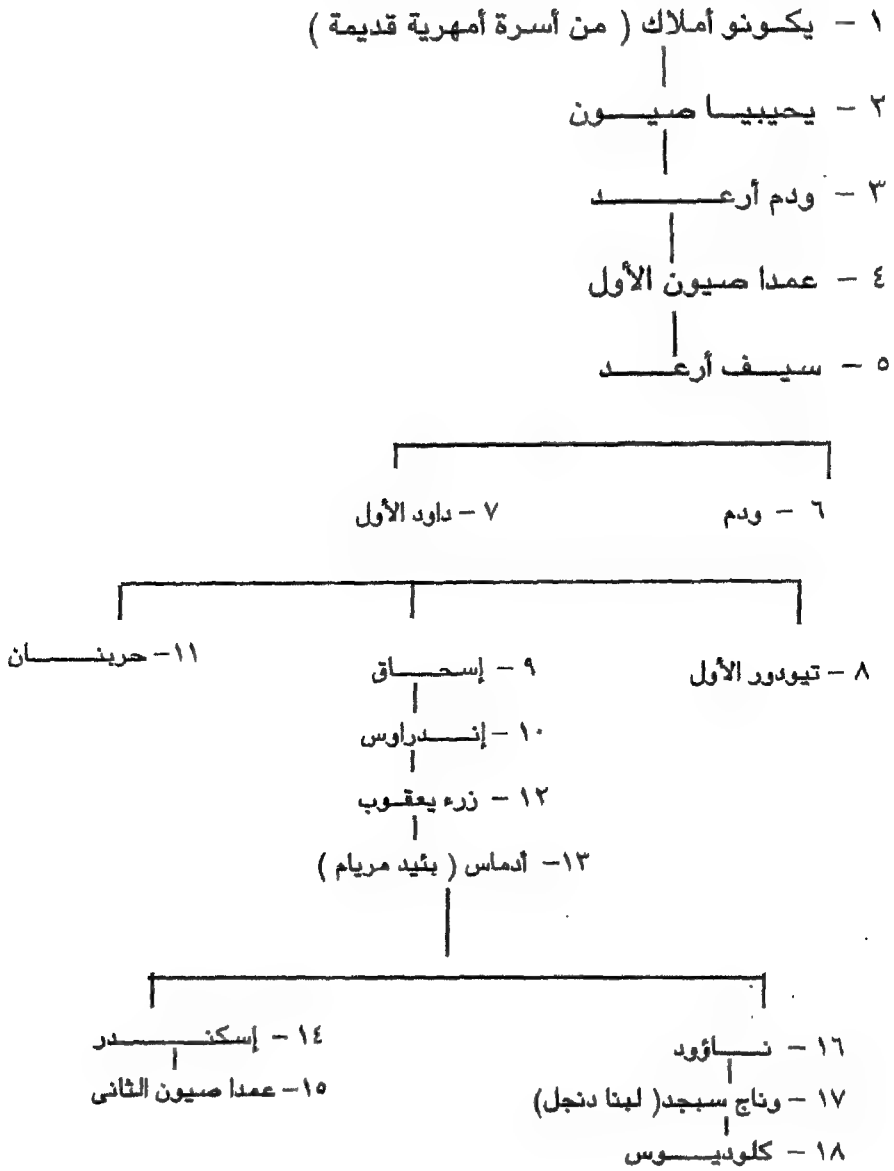 ١ - يكونو أملاك ( من أسرة أمهرية قديمة )
٢ - يحيبيا صيون
٣ - ودم أرعد
٤ - عمدا صيون الأول
٥ - سيف أرعد
٦ - ودم
٧ - داود الأول
٨ - تيودور الأول
٩ - إسحاق
١١ - حربنان
١٠ - إندراوس
١٢ - زرء يعقوب
١٣ - أدماس ( بئيد مريام )
١٦ - ناؤود
١٤ - إسكندر
١٧ - وناج سبجد ( لبنا دنجل )
١٥ - عمدا صيون الثانى
١٨ - كلوديوس